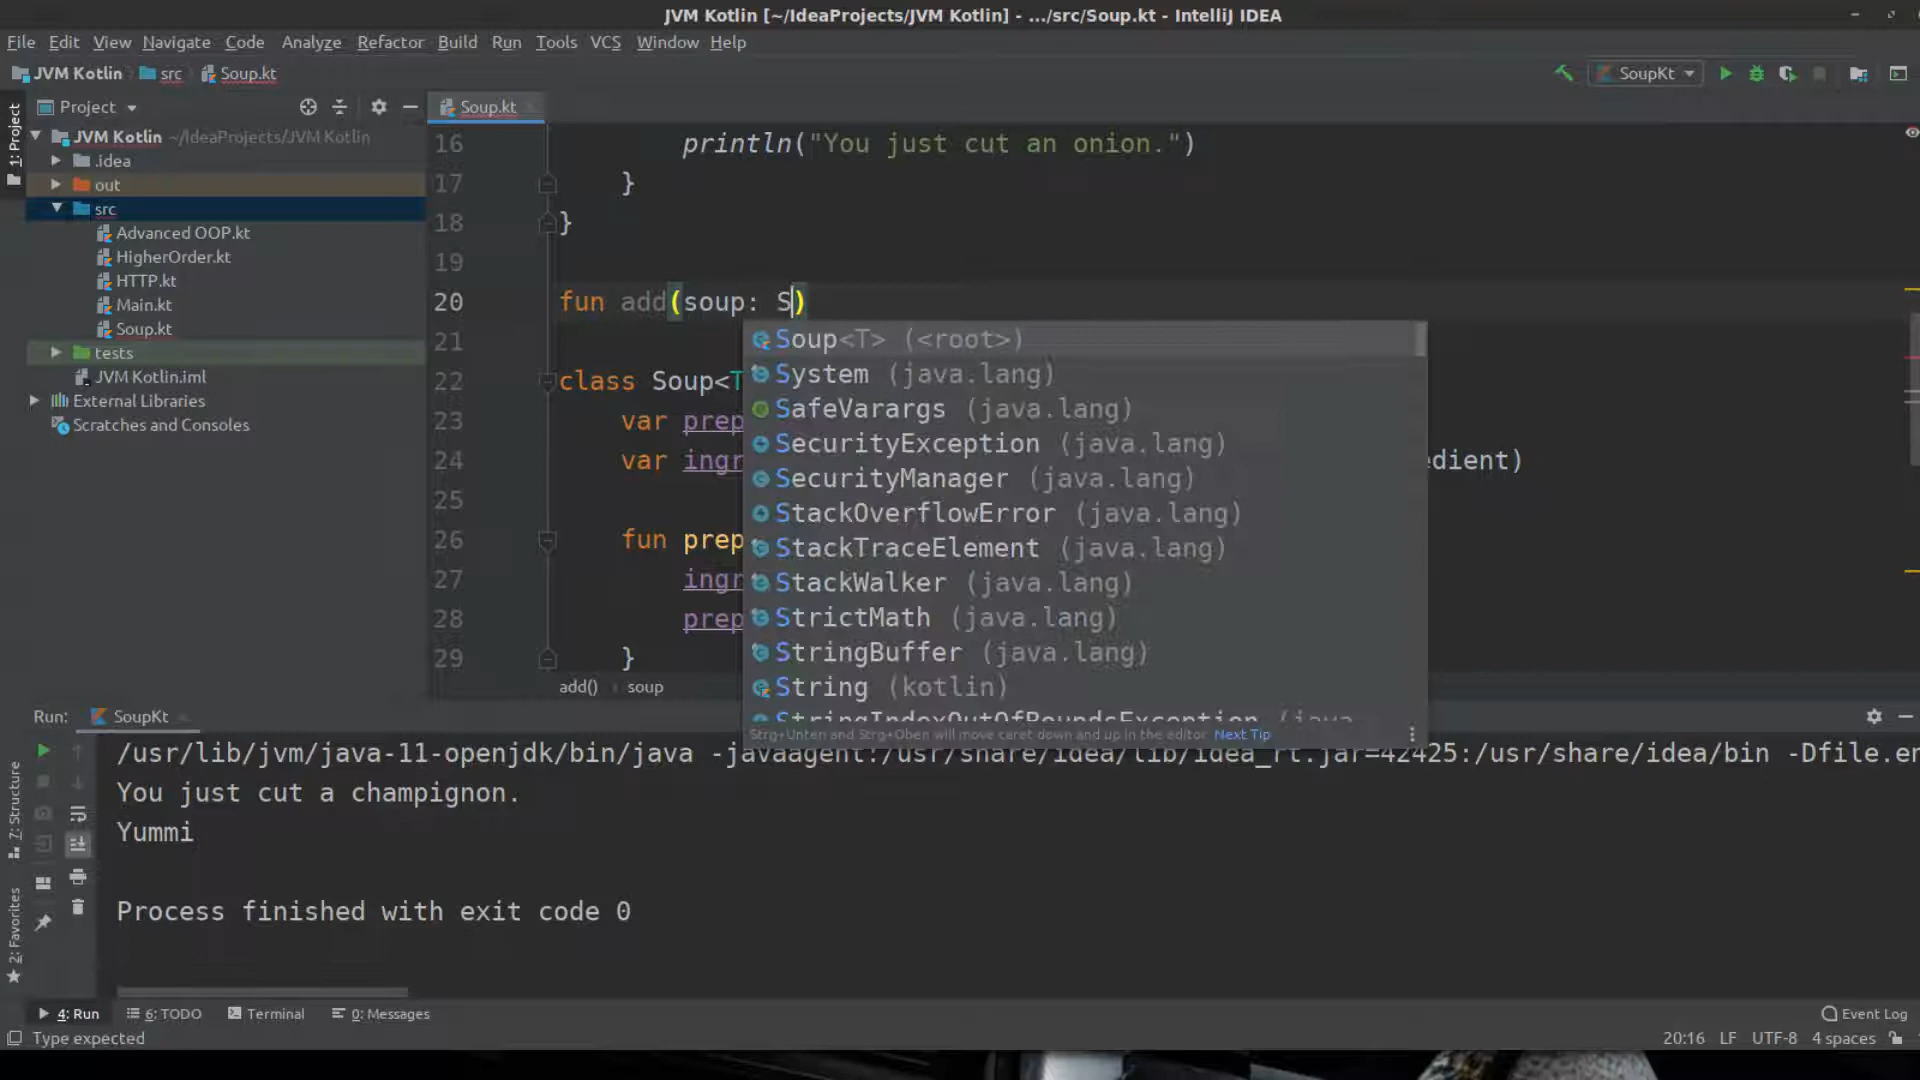 JVM Kotlin [~/IdeaProjects/JVM Kotlin] - .../src/Soup.kt - IntelliJ IDEA
File Edit View Navigate Code Analyze Refactor Build Run Tools VCS Window Help
JVM Kotlin src Soup.kt SoupKt
1: Project
Project
Soup.kt
JVM Kotlin ~/IdeaProjects/JVM Kotlin
.idea
out
src
Advanced OOP.kt
HigherOrder.kt
HTTP.kt
Main.kt
Soup.kt
tests
JVM Kotlin.iml
External Libraries
Scratches and Consoles
16 println("You just cut an onion.")
17 }
18 }
19
20 fun add(soup: S)
21
22 class Soup<T
23 var prep
24 var ingr edient)
25
26 fun prep
27 ingr
28 prep
29 }
Soup<T> (<root>)
System (java.lang)
SafeVarargs (java.lang)
SecurityException (java.lang)
SecurityManager (java.lang)
StackOverflowError (java.lang)
StackTraceElement (java.lang)
StackWalker (java.lang)
StrictMath (java.lang)
StringBuffer (java.lang)
String (kotlin)
StringIndexOutOfBoundsException (java
Strg+Unten and Strg+Oben will move caret down and up in the editor Next Tip
add() soup
Run: SoupKt
/usr/lib/jvm/java-11-openjdk/bin/java -javaagent:/usr/share/idea/lib/idea_rt.jar=42425:/usr/share/idea/bin -Dfile.en
You just cut a champignon.
Yummi
Process finished with exit code 0
7: Structure
2: Favorites
4: Run 6: TODO Terminal 0: Messages Event Log
Type expected 20:16 LF UTF-8 4 spaces